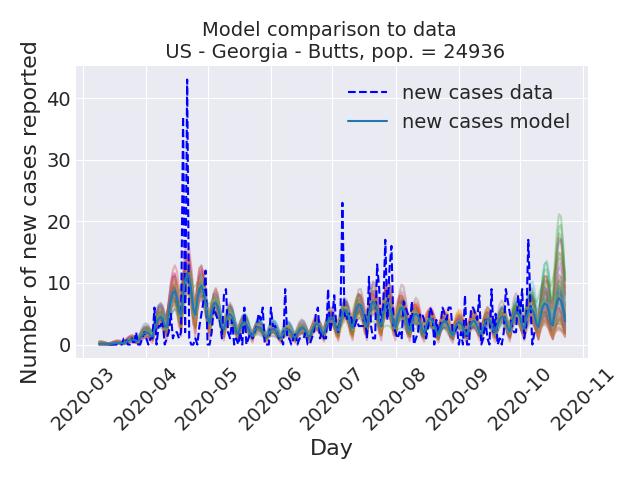 Model comparison to data
US - Georgia - Butts, pop. = 24936
Number of new cases reported
40
30
20
10
0
new cases data
new cases model
2020-03
2020-04
2020-05
2020-06
2020-07
2020-08
2020-09
2020-10
2020-11
Day